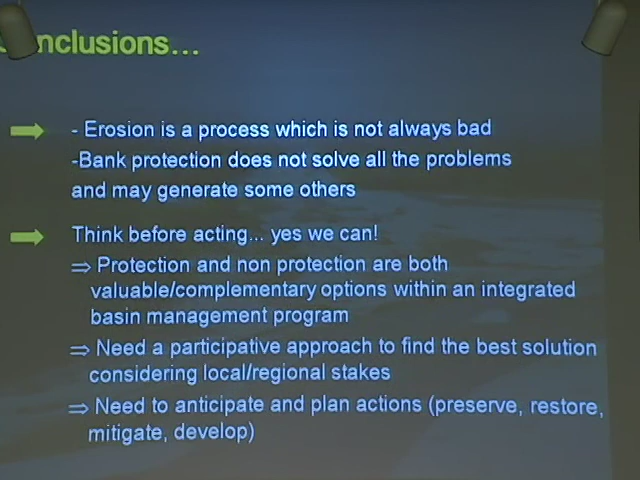 Conclusions...
- Erosion is a process which is not always bad
-Bank protection does not solve all the problems
and may generate some others
Think before acting... yes we can!
⇒ Protection and non protection are both
valuable/complementary options within an integrated
basin management program
⇒ Need a participative approach to find the best solution
considering local/regional stakes
⇒ Need to anticipate and plan actions (preserve, restore,
mitigate, develop)